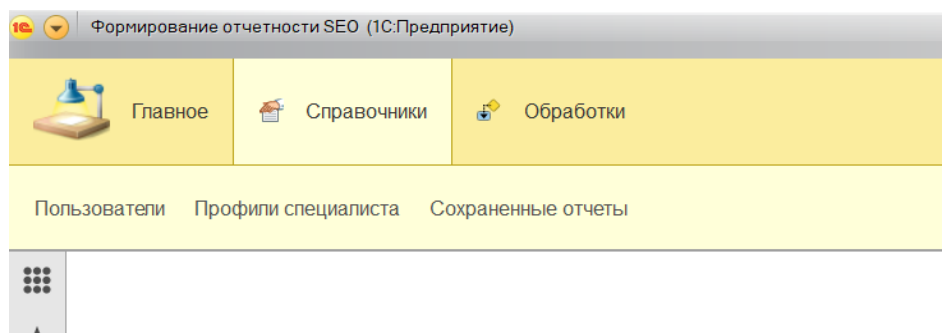 1С Формирование отчетности SEO (1С:Предприятие)
Главное Справочники Обработки
Пользователи Профили специалиста Сохраненные отчеты